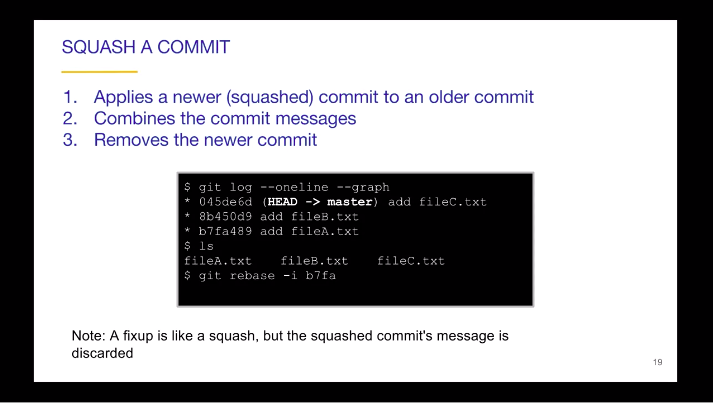 SQUASH A COMMIT
1. Applies a newer (squashed) commit to an older commit
2. Combines the commit messages
3. Removes the newer commit
$ git log --oneline --graph
* 045de6d (HEAD -> master) add fileC.txt
* 8b450d9 add fileB.txt
* b7fa489 add fileA.txt
$ ls
fileA.txt fileB.txt fileC.txt
$ git rebase -i b7fa
Note: A fixup is like a squash, but the squashed commit's message is
discarded
19